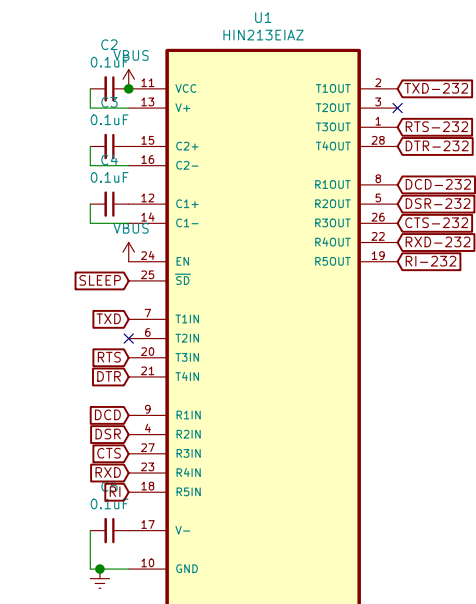 U1
HIN213EIAZ
C2
VBUS
0.1uF
11 VCC T1OUT 2 TXD-232
13 V+ T2OUT 3
C3
0.1uF
T3OUT 1 RTS-232
15 C2+ T4OUT 28 DTR-232
C4
16 C2-
0.1uF
R1OUT 8 DCD-232
12 C1+ R2OUT 5 DSR-232
14 C1- R3OUT 26 CTS-232
VBUS
R4OUT 22 RXD-232
24 EN R5OUT 19 RI-232
SLEEP 25 SD
TXD 7 T1IN
6 T2IN
RTS 20 T3IN
DTR 21 T4IN
DCD 9 R1IN
DSR 4 R2IN
CTS 27 R3IN
RXD 23 R4IN
RI 18 R5IN
0.1uF
17 V-
10 GND